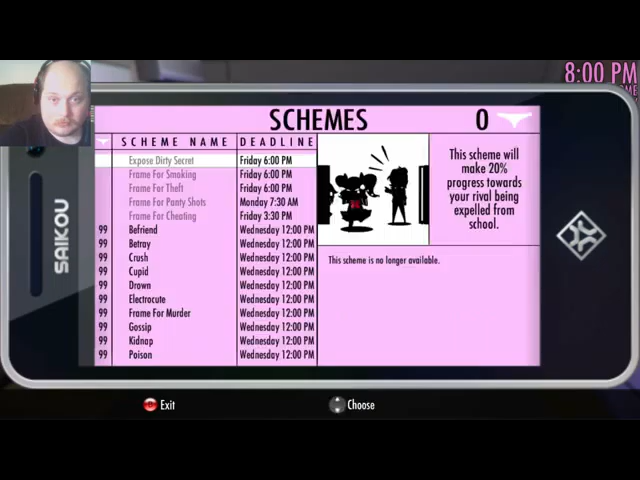 8:00 PM
SCHEMES
0
SCHEME NAME DEADLINE
Expose Dirty Secret Friday 6:00 PM
Frame For Smoking Friday 6:00 PM
Frame For Theft Friday 6:00 PM
Frame For Panty Shots Monday 7:30 AM
Frame For Cheating Friday 3:30 PM
99 Befriend Wednesday 12:00 PM
99 Betray Wednesday 12:00 PM
99 Crush Wednesday 12:00 PM
99 Cupid Wednesday 12:00 PM
99 Drown Wednesday 12:00 PM
99 Electrocute Wednesday 12:00 PM
99 Frame For Murder Wednesday 12:00 PM
99 Gossip Wednesday 12:00 PM
99 Kidnap Wednesday 12:00 PM
99 Poison Wednesday 12:00 PM
This scheme will
make 20%
progress towards
your rival being
expelled from
school.
This scheme is no longer available.
SAIKOU
Exit
Choose